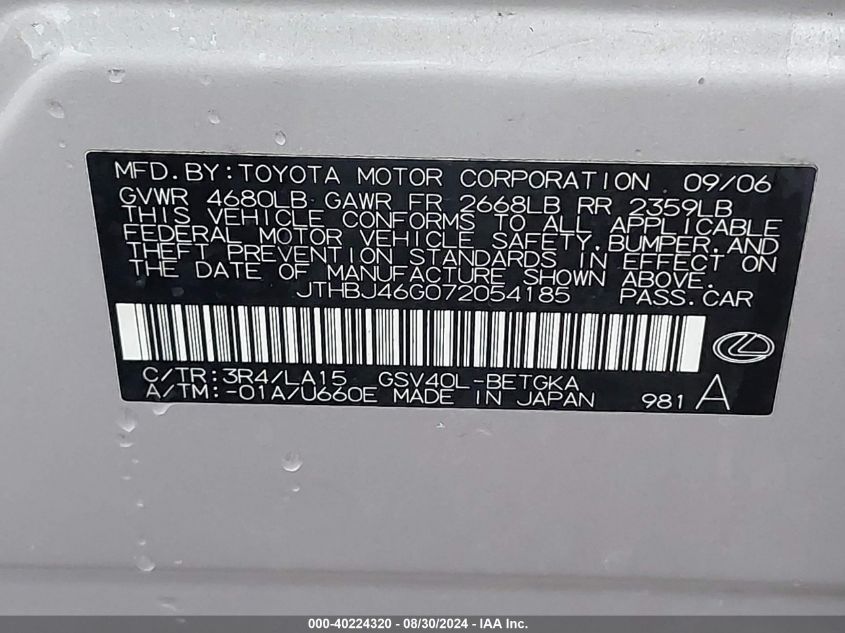 MFD. BY: TOYOTA MOTOR CORPORATION 09/06
GVWR 4680LB GAWR FR 2668LB RR 2359LB
THIS VEHICLE CONFORMS TO ALL APPLICABLE
FEDERAL MOTOR VEHICLE SAFETY, BUMPER, AND
THEFT PREVENTION STANDARDS IN EFFECT ON
THE DATE OF MANUFACTURE SHOWN ABOVE.
JTHBJ46G072054185 PASS. CAR
C/TR: 3R4/LA15 GSV40L-BETGKA
A/TM: -01A/U660E MADE IN JAPAN 981 A
000-40224320 - 08/30/2024 - IAA Inc.